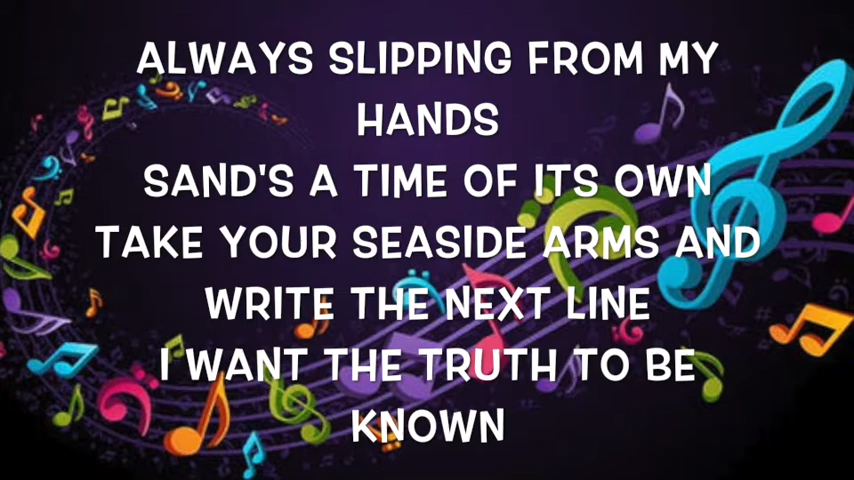 ALWAYS SLIPPING FROM MY
HANDS
SAND'S A TIME OF ITS OWN
TAKE YOUR SEASIDE ARMS AND
WRITE THE NEXT LINE
I WANT THE TRUTH TO BE
KNOWN